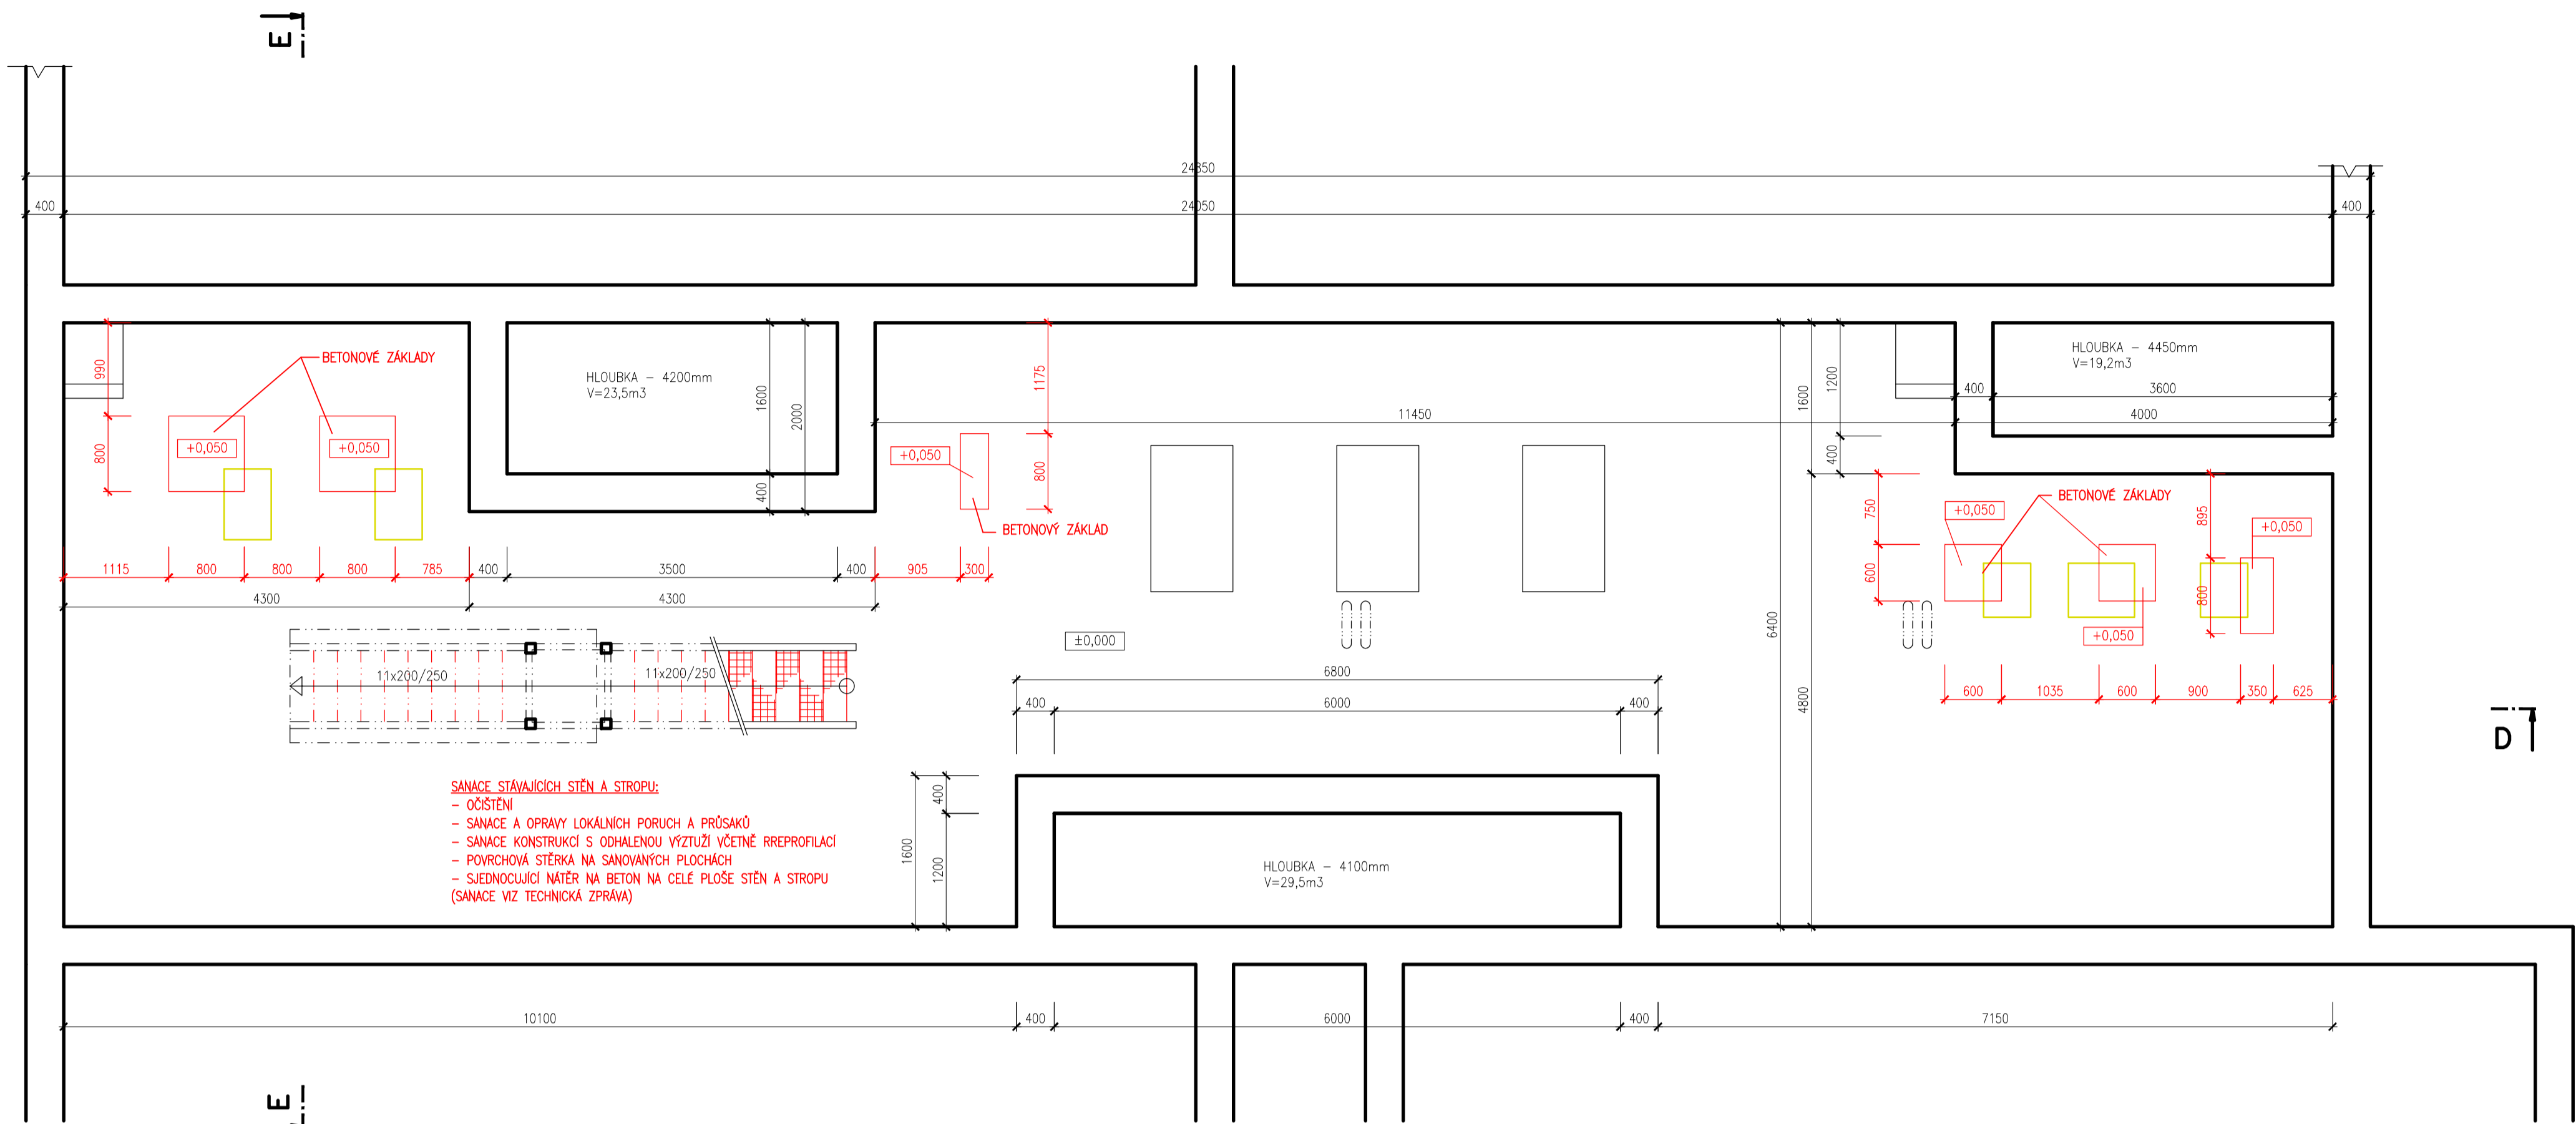 E
24850
400
24050
400
990
BETONOVÉ ZÁKLADY
HLOUBKA – 4200mm
V=23,5m3
1600
2000
1175
1600
1200
HLOUBKA – 4450mm
V=19,2m3
400
3600
11450
4000
800
+0,050
+0,050
+0,050
800
400
400
BETONOVÝ ZÁKLAD
750
+0,050
BETONOVÉ ZÁKLADY
895
+0,050
1115
800
800
800
785
400
3500
400
905
300
600
800
4300
4300
6400
±0,000
+0,050
11x200/250
11x200/250
6800
600
1035
600
900
350
625
400
6000
400
4800
D
SANACE STÁVAJÍCÍCH STĚN A STROPU:
– OČIŠTĚNÍ
– SANACE A OPRAVY LOKÁLNÍCH PORUCH A PRŮSAKŮ
– SANACE KONSTRUKCÍ S ODHALENOU VÝZTUŽÍ VČETNĚ RREPROFILACÍ
– POVRCHOVÁ STĚRKA NA SANOVANÝCH PLOCHÁCH
– SJEDNOCUJÍCÍ NÁTĚR NA BETON NA CELÉ PLOŠE STĚN A STROPU
(SANACE VIZ TECHNICKÁ ZPRÁVA)
400
1600
1200
HLOUBKA – 4100mm
V=29,5m3
10100
400
6000
400
7150
E